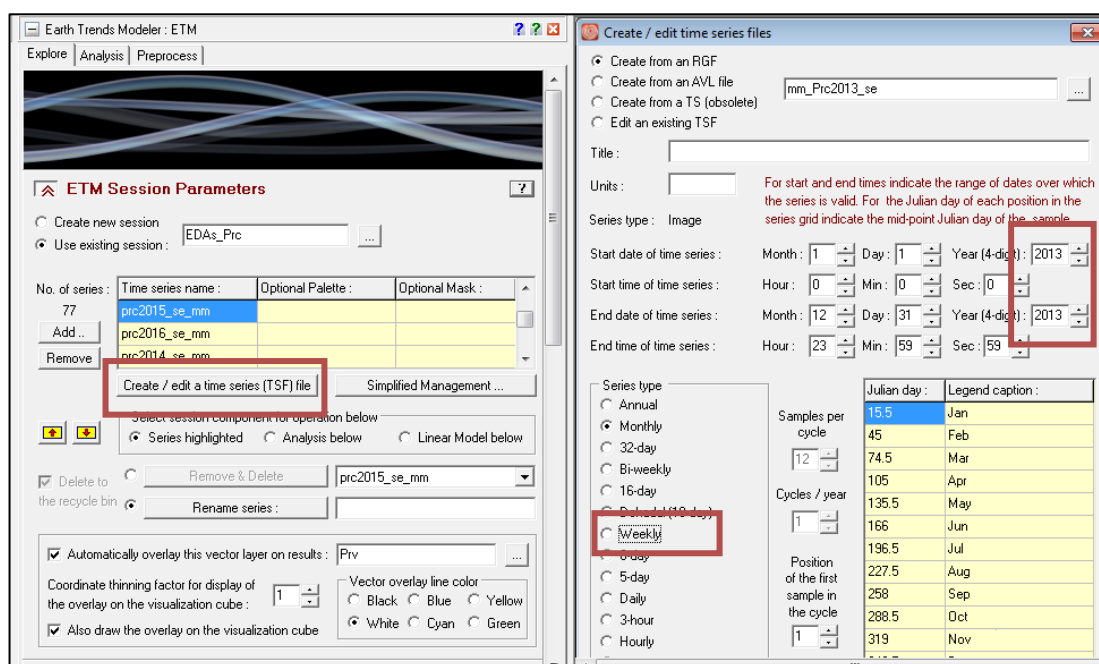 Earth Trends Modeler : ETM ? ?
Explore Analysis Preprocess
ETM Session Parameters ?
Create new session
Use existing session : EDAs_Prc ...
No. of series : Time series name : Optional Palette : Optional Mask :
77 prc2015_se_mm
Add .. prc2016_se_mm
Remove prc2014_se_mm
Create / edit a time series (TSF) file Simplified Management ...
Select session component for operation below
Series highlighted Analysis below Linear Model below
Delete to the recycle bin
Remove & Delete prc2015_se_mm
Rename series :
Automatically overlay this vector layer on results : Prv ...
Coordinate thinning factor for display of
the overlay on the visualization cube : 1
Also draw the overlay on the visualization cube
Vector overlay line color
Black Blue Yellow
White Cyan Green
Create / edit time series files
Create from an RGF
Create from an AVL file mm_Prc2013_se ...
Create from a TS (obsolete)
Edit an existing TSF
Title :
Units :
For start and end times indicate the range of dates over which
the series is valid. For the Julian day of each position in the
series grid indicate the mid-point Julian day of the sample
Series type : Image
Start date of time series : Month : 1 Day : 1 Year (4-digit) : 2013
Start time of time series : Hour : 0 Min : 0 Sec : 0
End date of time series : Month : 12 Day : 31 Year (4-digit) : 2013
End time of time series : Hour : 23 Min : 59 Sec : 59
Series type
Annual
Monthly
32-day
Bi-weekly
16-day
Dekadal (10-day)
Weekly
8-day
5-day
Daily
3-hour
Hourly
Samples per
cycle
12
Cycles / year
1
Position
of the first
sample in
the cycle
1
Julian day : Legend caption :
15.5 Jan
45 Feb
74.5 Mar
105 Apr
135.5 May
166 Jun
196.5 Jul
227.5 Aug
258 Sep
288.5 Oct
319 Nov